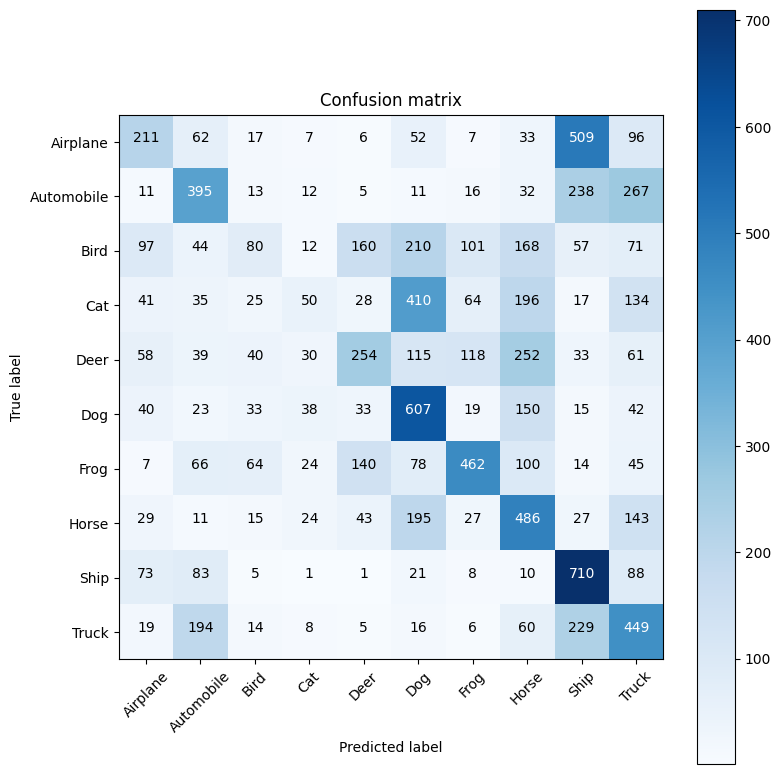 Confusion matrix
Airplane 211 62 17 7 6 52 7 33 509 96
Automobile 11 395 13 12 5 11 16 32 238 267
Bird 97 44 80 12 160 210 101 168 57 71
Cat 41 35 25 50 28 410 64 196 17 134
Deer 58 39 40 30 254 115 118 252 33 61
Dog 40 23 33 38 33 607 19 150 15 42
Frog 7 66 64 24 140 78 462 100 14 45
Horse 29 11 15 24 43 195 27 486 27 143
Ship 73 83 5 1 1 21 8 10 710 88
Truck 19 194 14 8 5 16 6 60 229 449
Airplane Automobile Bird Cat Deer Dog Frog Horse Ship Truck
Predicted label
True label
700
600
500
400
300
200
100